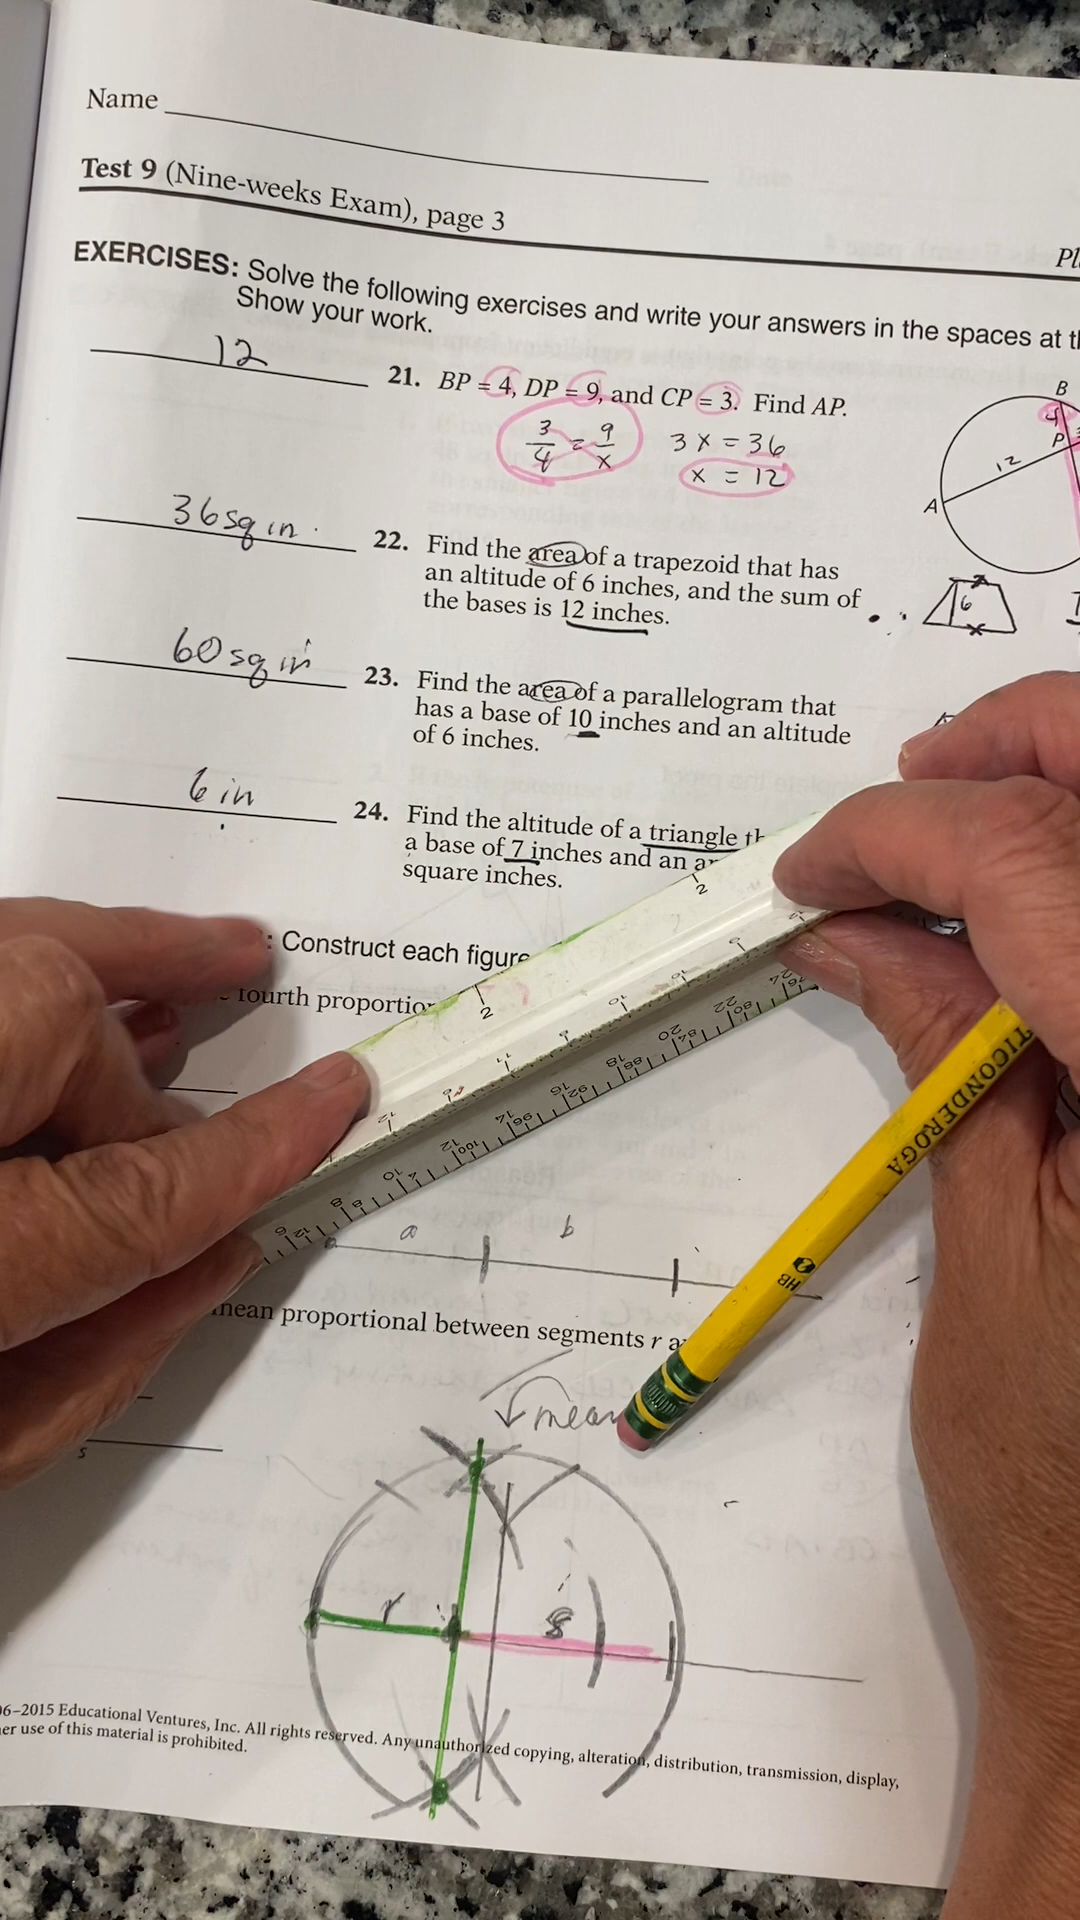 Name
Test 9 (Nine-weeks Exam), page 3
EXERCISES: Solve the following exercises and write your answers in the spaces at
Show your work.
12
21. BP = 4, DP = 9, and CP = 3. Find AP.
3/4 = 9/x 3x = 36
x = 12
B
4
P
3
12
A
36 sq in.
22. Find the area of a trapezoid that has
an altitude of 6 inches, and the sum of
the bases is 12 inches.
6
60 sq in
23. Find the area of a parallelogram that
has a base of 10 inches and an altitude
of 6 inches.
6 in
24. Find the altitude of a triangle
a base of 7 inches and an
square inches.
: Construct each figure
fourth
2
2
TICONDEROGA
HB
a b
mean proportional between segments r
mean
s
r
s
06–2015 Educational Ventures, Inc. All rights reserved. Any unauthorized copying, alteration, distribution, transmission, display,
use of this material is prohibited.